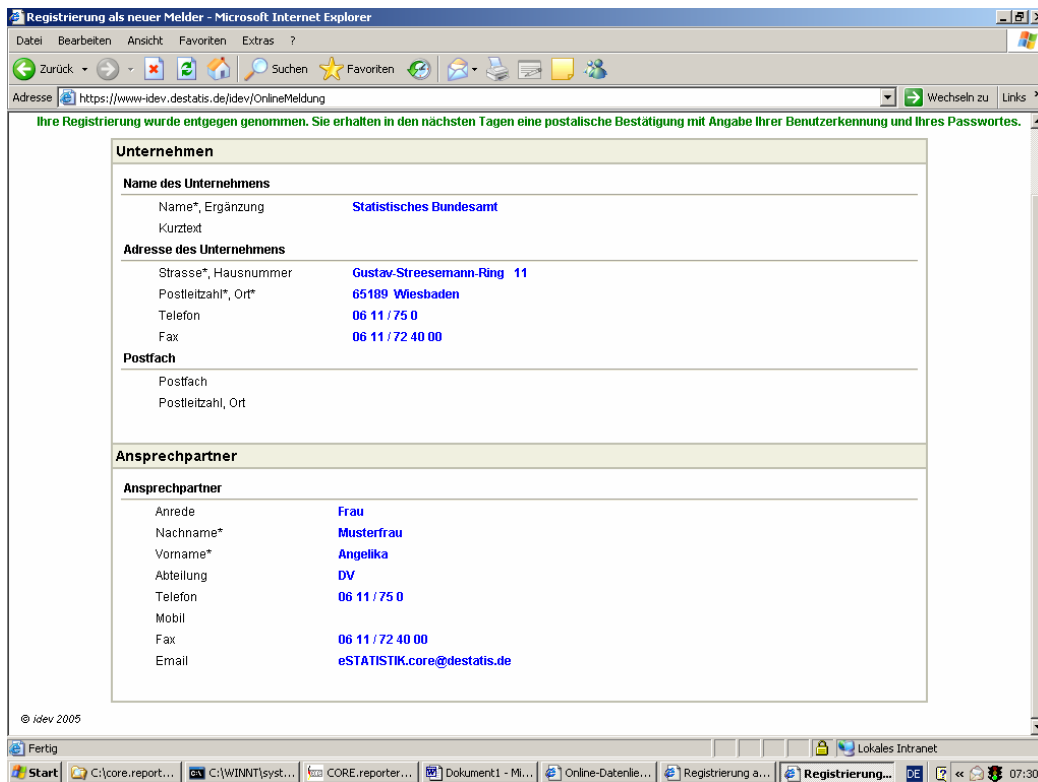 Registrierung als neuer Melder - Microsoft Internet Explorer
Datei Bearbeiten Ansicht Favoriten Extras ?
Zurück Suchen Favoriten
Adresse https://www-idev.destatis.de/idev/OnlineMeldung Wechseln zu Links
Ihre Registrierung wurde entgegen genommen. Sie erhalten in den nächsten Tagen eine postalische Bestätigung mit Angabe Ihrer Benutzerkennung und Ihres Passwortes.
Unternehmen
Name des Unternehmens
Name*, Ergänzung Statistisches Bundesamt
Kurztext
Adresse des Unternehmens
Strasse*, Hausnummer Gustav-Streesemann-Ring 11
Postleitzahl*, Ort* 65189 Wiesbaden
Telefon 06 11 / 75 0
Fax 06 11 / 72 40 00
Postfach
Postfach
Postleitzahl, Ort
Ansprechpartner
Ansprechpartner
Anrede Frau
Nachname* Musterfrau
Vorname* Angelika
Abteilung DV
Telefon 06 11 / 75 0
Mobil
Fax 06 11 / 72 40 00
Email eSTATISTIK.core@destatis.de
© idev 2005
Fertig Lokales Intranet
Start C:\core.report... C:\WINNT\syst... CORE.reporter... Dokument1 - Mi... Online-Datenlie... Registrierung a... Registrierung... DE « 07:30